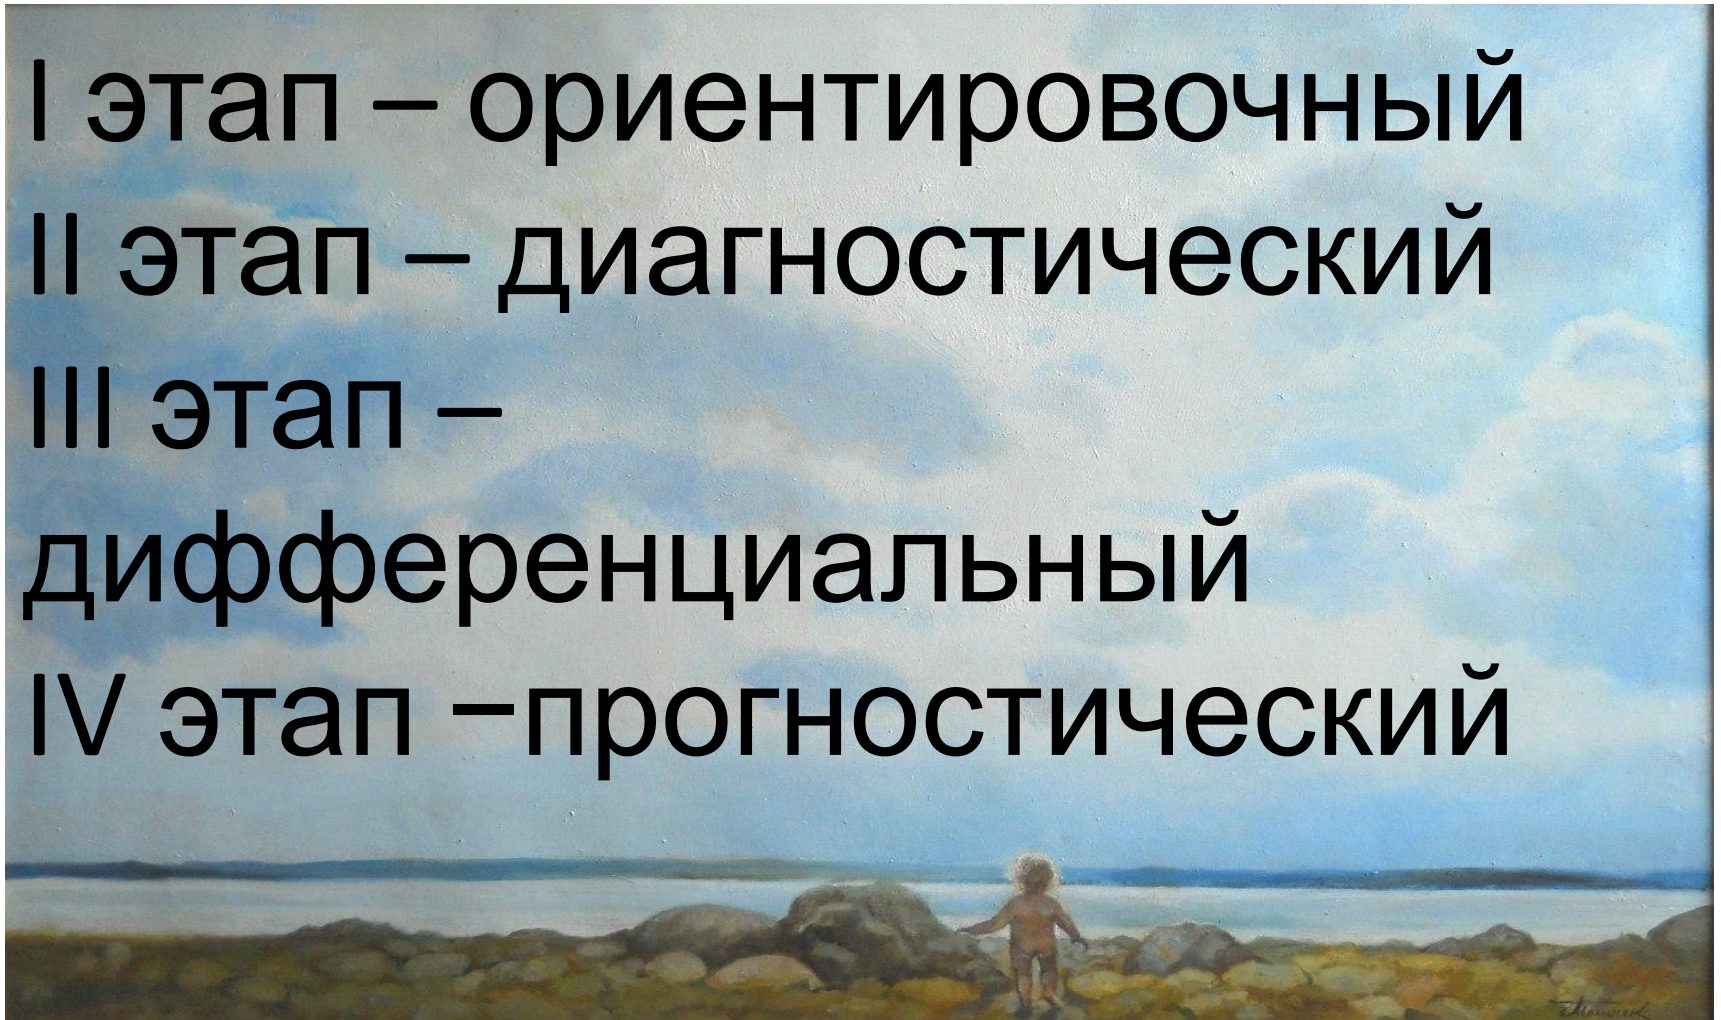 I этап – ориентировочный
II этап – диагностический
III этап –
дифференциальный
IV этап –прогностический